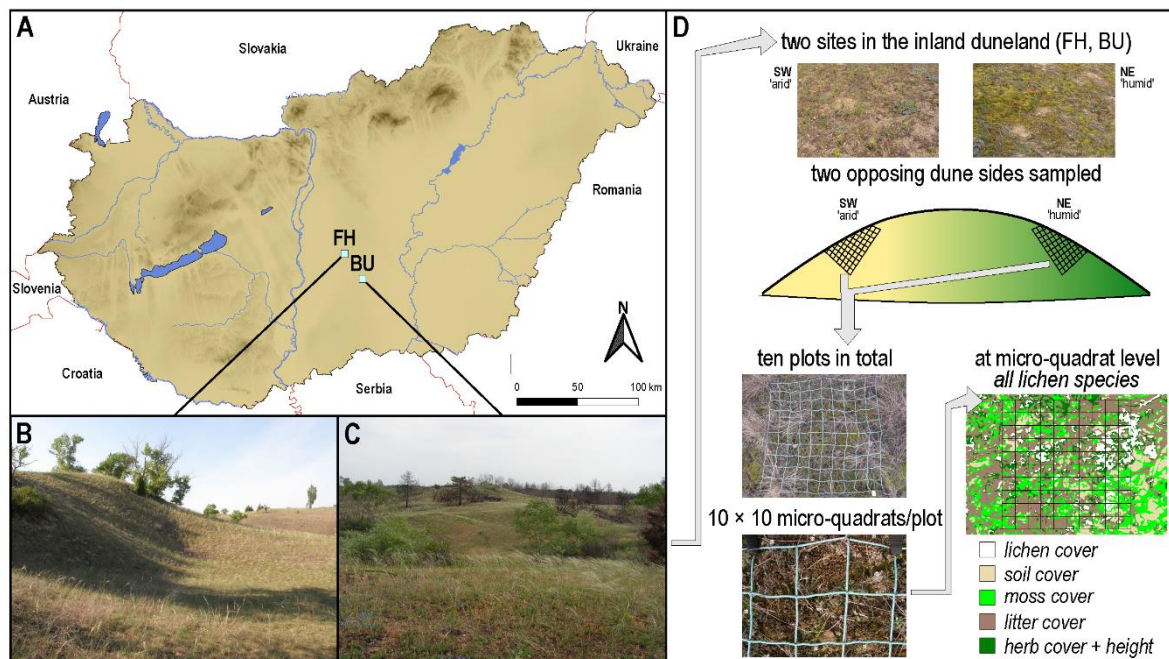 A
Slovakia
Ukraine
Austria
Romania
FH
BU
Slovenia
Croatia
Serbia
N
0 50 100 km
B
C
D
two sites in the inland duneland (FH, BU)
SW
'arid'
NE
'humid'
two opposing dune sides sampled
SW
'arid'
NE
'humid'
ten plots in total
at micro-quadrat level
all lichen species
10 × 10 micro-quadrats/plot
lichen cover
soil cover
moss cover
litter cover
herb cover + height